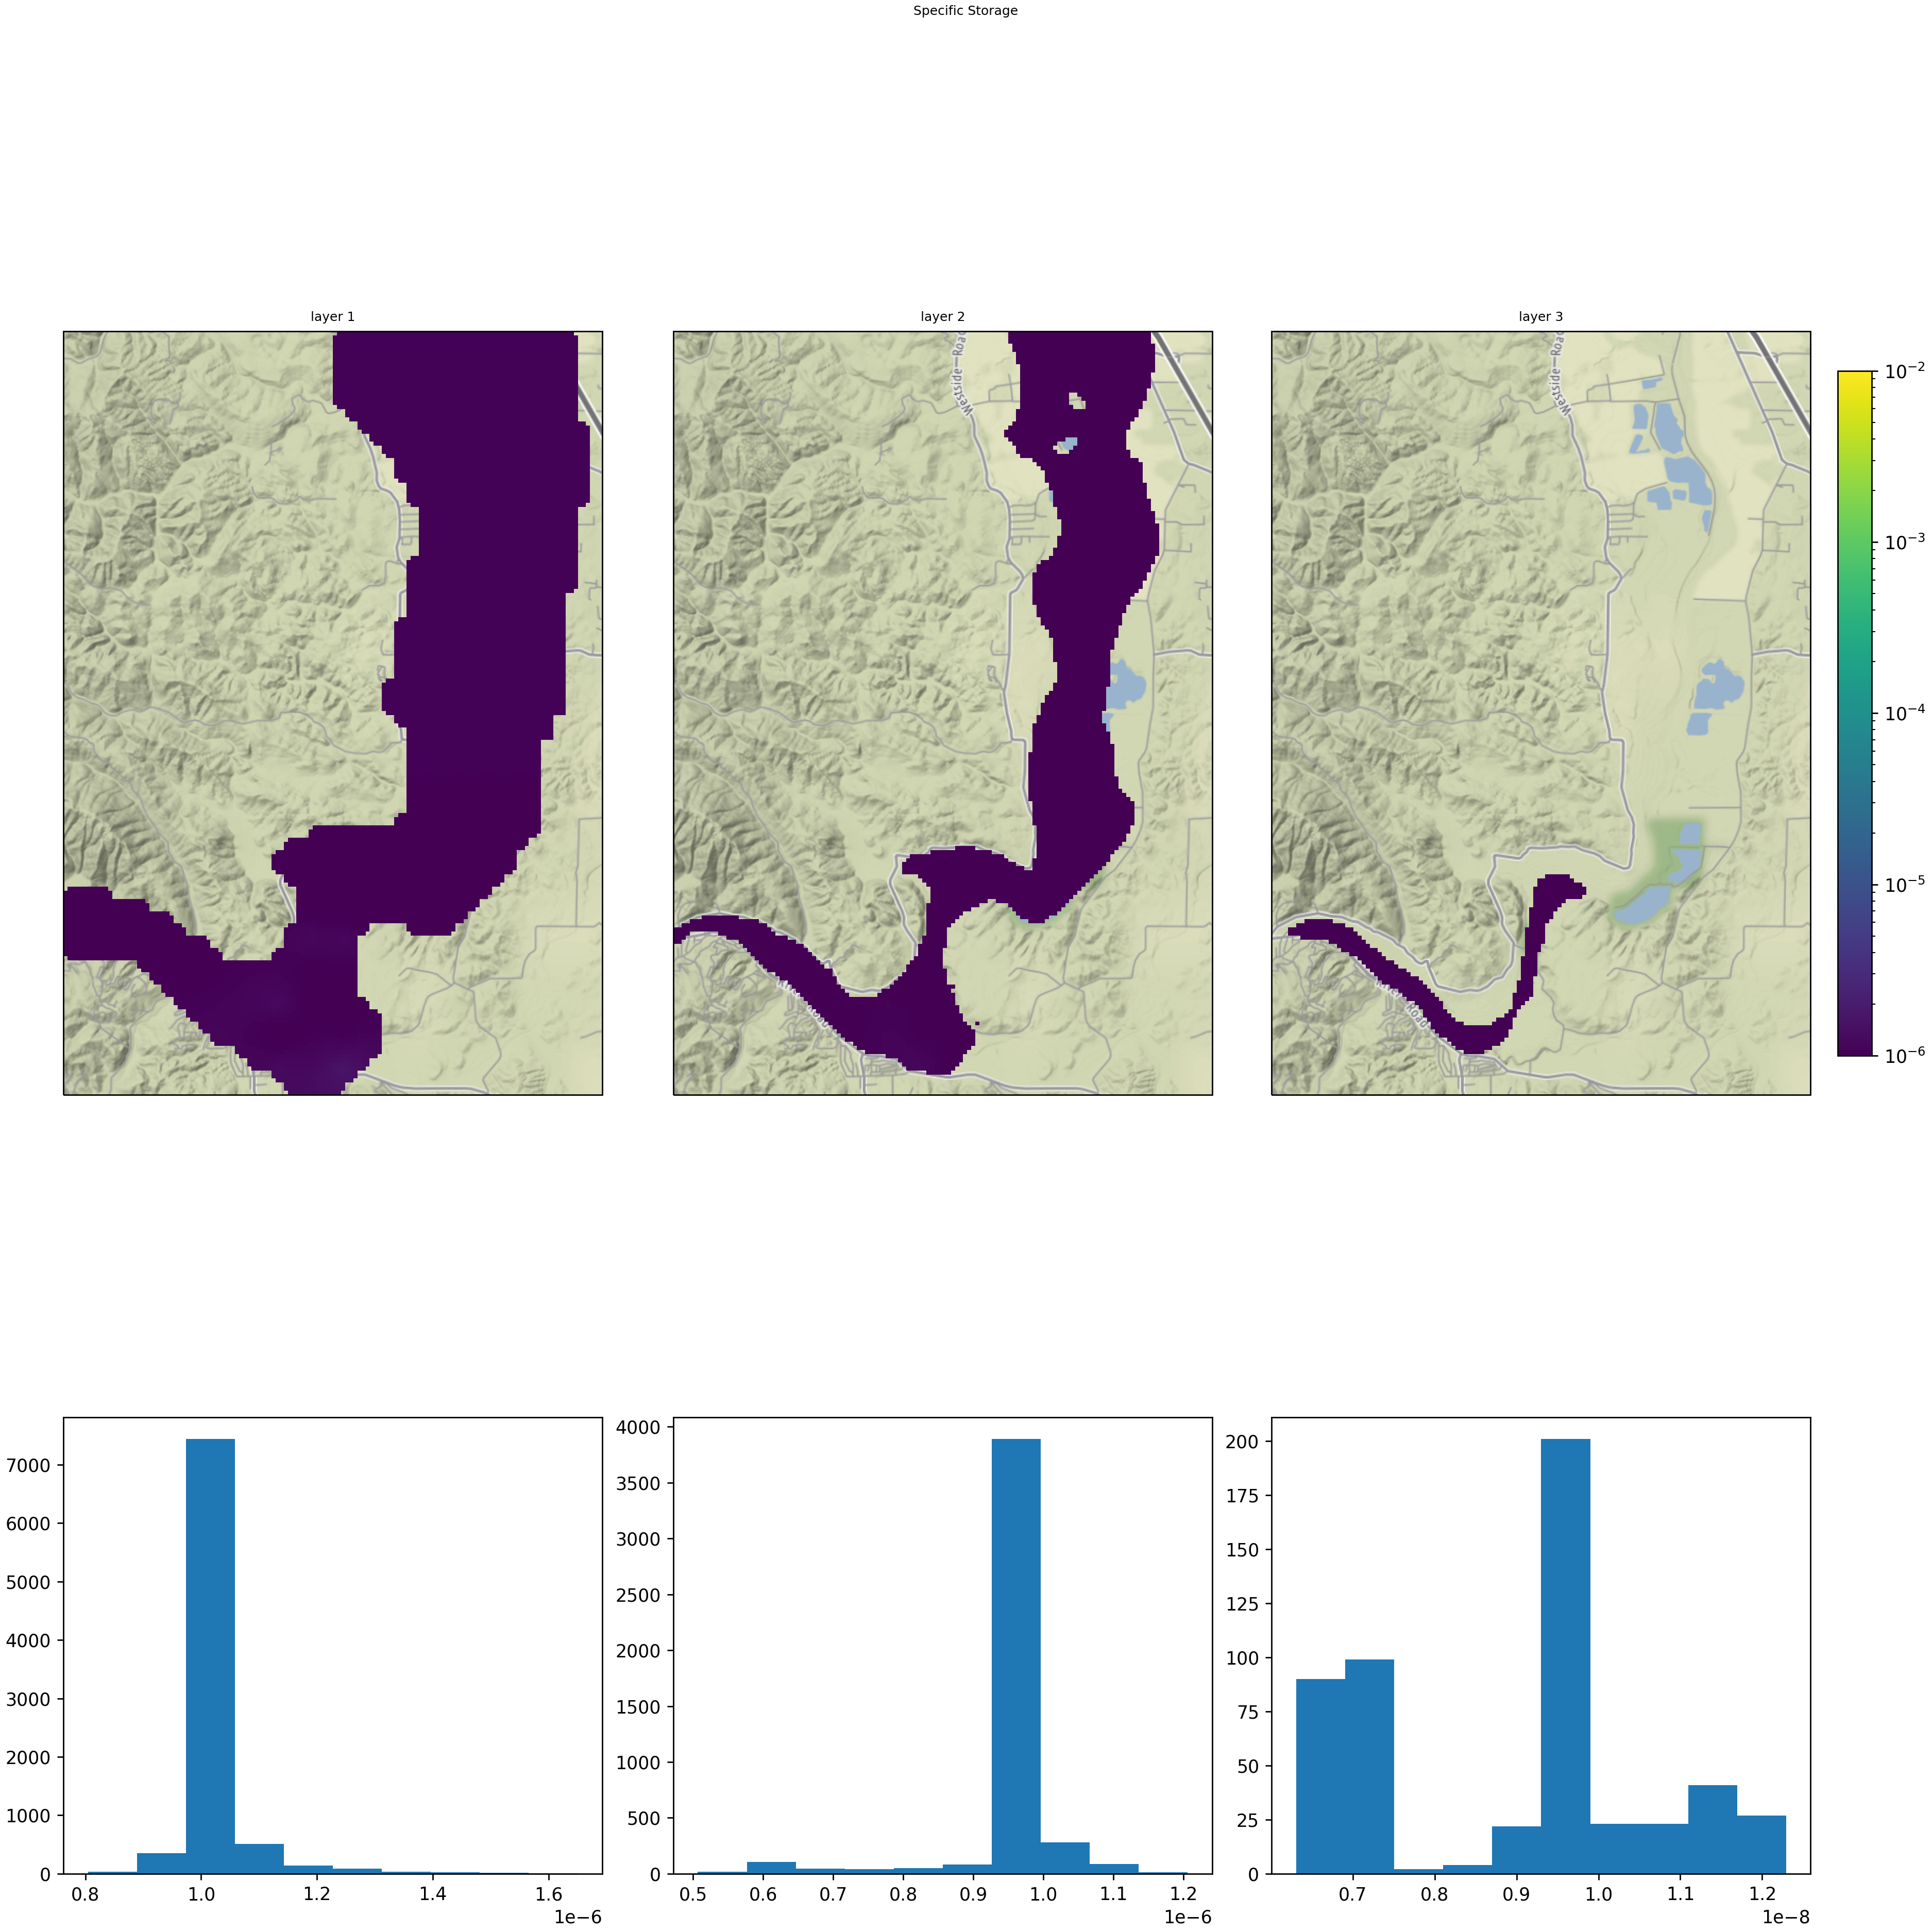 Specific Storage
layer 1
layer 2
layer 3
Westside Road
Westside Road
10⁻²
10⁻³
10⁻⁴
10⁻⁵
10⁻⁶
Road
River Road
7000
6000
5000
4000
3000
2000
1000
0
0.8 1.0 1.2 1.4 1.6
1e−6
4000
3500
3000
2500
2000
1500
1000
500
0
0.5 0.6 0.7 0.8 0.9 1.0 1.1 1.2
1e−6
200
175
150
125
100
75
50
25
0
0.7 0.8 0.9 1.0 1.1 1.2
1e−8